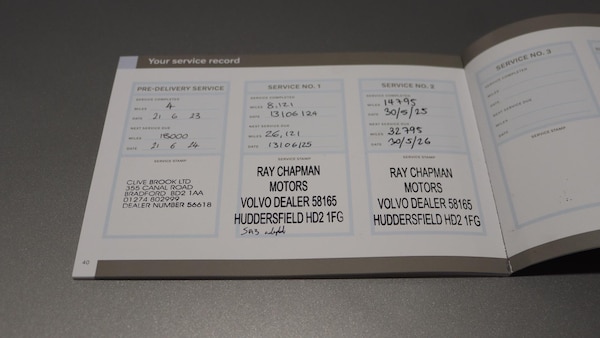 Your service record
PRE-DELIVERY SERVICE
SERVICE COMPLETED
MILES 4
DATE 21 6 23
NEXT SERVICE DUE
MILES 18000
DATE 21 6 24
SERVICE STAMP
CLIVE BROOK LTD
355 CANAL ROAD
BRADFORD BD2 1AA
01274 802999
DEALER NUMBER 56618
SERVICE NO. 1
SERVICE COMPLETED
MILES 8,121
DATE 13/06/24
NEXT SERVICE DUE
MILES 26,121
DATE 13/06/25
SERVICE STAMP
RAY CHAPMAN
MOTORS
VOLVO DEALER 58165
HUDDERSFIELD HD2 1FG
SERVICE NO. 2
SERVICE COMPLETED
MILES 14795
DATE 30/5/25
NEXT SERVICE DUE
MILES 32795
DATE 30/5/26
SERVICE STAMP
RAY CHAPMAN
MOTORS
VOLVO DEALER 58165
HUDDERSFIELD HD2 1FG
SERVICE NO. 3
SERVICE COMPLETED
MILES
DATE
NEXT SERVICE DUE
MILES
DATE
SERVICE STAMP
40